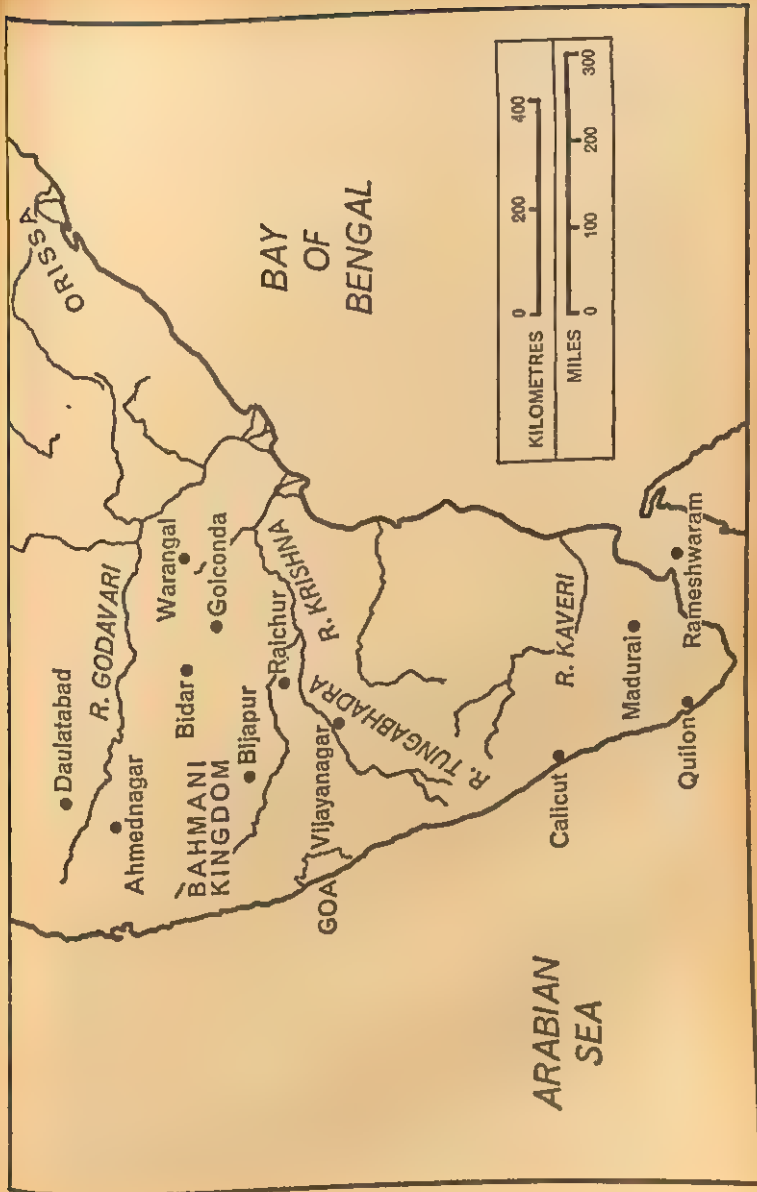 ORISSA
Daulatabad
R. GODAVARI
Ahmednagar
Warangal
Bidar
Golconda
BAHMANI
KINGDOM
Bijapur
Raichur
R. KRISHNA
GOA
Vijayanagar
R. TUNGABHADRA
BAY
OF
BENGAL
Calicut
R. KAVERI
Madurai
Quilon
Rameshwaram
ARABIAN
SEA
KILOMETRES
0 200 400
MILES
0 100 200 300